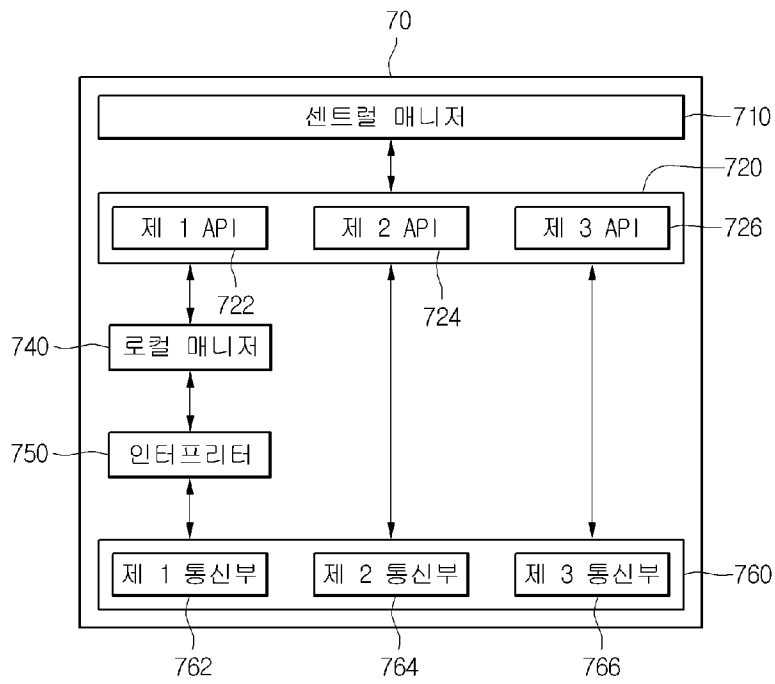 70
센트럴 매니저
710
720
제 1 API
제 2 API
제 3 API
726
722
724
740
로컬 매니저
750
인터프리터
제 1 통신부
제 2 통신부
제 3 통신부
760
762
764
766